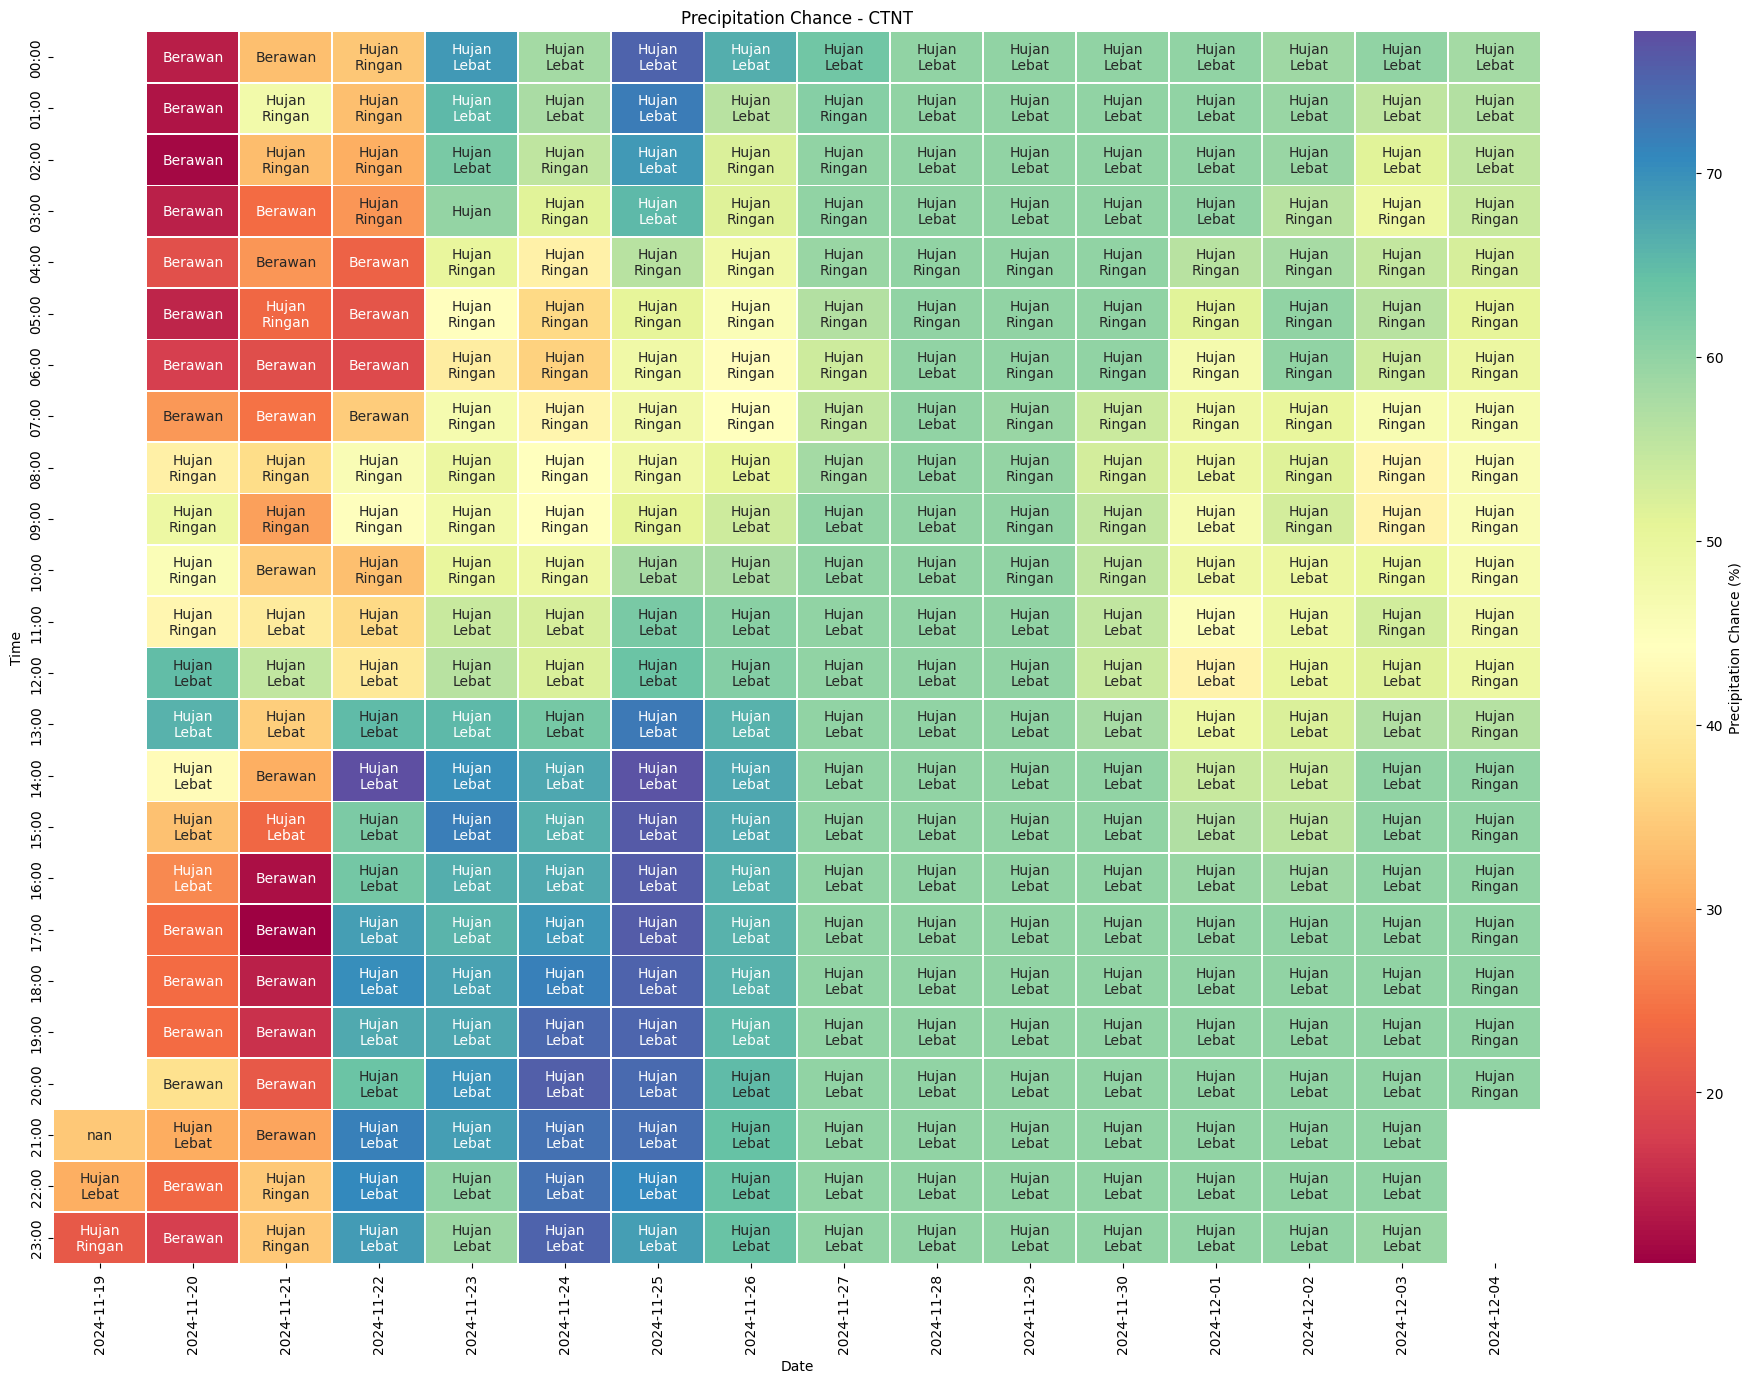 Precipitation Chance - CTNT
Time
00:00 Berawan Berawan Hujan Ringan Hujan Lebat Hujan Lebat Hujan Lebat Hujan Lebat Hujan Lebat Hujan Lebat Hujan Lebat Hujan Lebat Hujan Lebat Hujan Lebat Hujan Lebat Hujan Lebat
01:00 Berawan Hujan Ringan Hujan Ringan Hujan Lebat Hujan Lebat Hujan Lebat Hujan Lebat Hujan Ringan Hujan Lebat Hujan Lebat Hujan Lebat Hujan Lebat Hujan Lebat Hujan Lebat Hujan Lebat
02:00 Berawan Hujan Ringan Hujan Ringan Hujan Lebat Hujan Ringan Hujan Lebat Hujan Ringan Hujan Ringan Hujan Lebat Hujan Lebat Hujan Lebat Hujan Lebat Hujan Lebat Hujan Lebat Hujan Lebat
03:00 Berawan Berawan Hujan Ringan Hujan Hujan Ringan Hujan Lebat Hujan Ringan Hujan Ringan Hujan Lebat Hujan Lebat Hujan Lebat Hujan Lebat Hujan Ringan Hujan Ringan Hujan Ringan
04:00 Berawan Berawan Berawan Hujan Ringan Hujan Ringan Hujan Ringan Hujan Ringan Hujan Ringan Hujan Ringan Hujan Ringan Hujan Ringan Hujan Ringan Hujan Ringan Hujan Ringan Hujan Ringan
05:00 Berawan Hujan Ringan Berawan Hujan Ringan Hujan Ringan Hujan Ringan Hujan Ringan Hujan Ringan Hujan Ringan Hujan Ringan Hujan Ringan Hujan Ringan Hujan Ringan Hujan Ringan Hujan Ringan
06:00 Berawan Berawan Berawan Hujan Ringan Hujan Ringan Hujan Ringan Hujan Ringan Hujan Ringan Hujan Lebat Hujan Ringan Hujan Ringan Hujan Ringan Hujan Ringan Hujan Ringan Hujan Ringan
07:00 Berawan Berawan Berawan Hujan Ringan Hujan Ringan Hujan Ringan Hujan Ringan Hujan Ringan Hujan Lebat Hujan Ringan Hujan Ringan Hujan Ringan Hujan Ringan Hujan Ringan Hujan Ringan
08:00 Hujan Ringan Hujan Ringan Hujan Ringan Hujan Ringan Hujan Ringan Hujan Ringan Hujan Lebat Hujan Ringan Hujan Lebat Hujan Ringan Hujan Ringan Hujan Lebat Hujan Ringan Hujan Ringan Hujan Ringan
09:00 Hujan Ringan Hujan Ringan Hujan Ringan Hujan Ringan Hujan Ringan Hujan Ringan Hujan Lebat Hujan Lebat Hujan Lebat Hujan Ringan Hujan Ringan Hujan Lebat Hujan Ringan Hujan Ringan Hujan Ringan
10:00 Hujan Ringan Berawan Hujan Ringan Hujan Ringan Hujan Ringan Hujan Lebat Hujan Lebat Hujan Lebat Hujan Lebat Hujan Ringan Hujan Ringan Hujan Lebat Hujan Lebat Hujan Ringan Hujan Ringan
11:00 Hujan Ringan Hujan Lebat Hujan Lebat Hujan Lebat Hujan Lebat Hujan Lebat Hujan Lebat Hujan Lebat Hujan Lebat Hujan Lebat Hujan Lebat Hujan Lebat Hujan Lebat Hujan Ringan Hujan Ringan
12:00 Hujan Lebat Hujan Lebat Hujan Lebat Hujan Lebat Hujan Lebat Hujan Lebat Hujan Lebat Hujan Lebat Hujan Lebat Hujan Lebat Hujan Lebat Hujan Lebat Hujan Lebat Hujan Lebat Hujan Ringan
13:00 Hujan Lebat Hujan Lebat Hujan Lebat Hujan Lebat Hujan Lebat Hujan Lebat Hujan Lebat Hujan Lebat Hujan Lebat Hujan Lebat Hujan Lebat Hujan Lebat Hujan Lebat Hujan Lebat Hujan Ringan
14:00 Hujan Lebat Berawan Hujan Lebat Hujan Lebat Hujan Lebat Hujan Lebat Hujan Lebat Hujan Lebat Hujan Lebat Hujan Lebat Hujan Lebat Hujan Lebat Hujan Lebat Hujan Lebat Hujan Ringan
15:00 Hujan Lebat Hujan Lebat Hujan Lebat Hujan Lebat Hujan Lebat Hujan Lebat Hujan Lebat Hujan Lebat Hujan Lebat Hujan Lebat Hujan Lebat Hujan Lebat Hujan Lebat Hujan Lebat Hujan Ringan
16:00 Hujan Lebat Berawan Hujan Lebat Hujan Lebat Hujan Lebat Hujan Lebat Hujan Lebat Hujan Lebat Hujan Lebat Hujan Lebat Hujan Lebat Hujan Lebat Hujan Lebat Hujan Lebat Hujan Ringan
17:00 Berawan Berawan Hujan Lebat Hujan Lebat Hujan Lebat Hujan Lebat Hujan Lebat Hujan Lebat Hujan Lebat Hujan Lebat Hujan Lebat Hujan Lebat Hujan Lebat Hujan Lebat Hujan Ringan
18:00 Berawan Berawan Hujan Lebat Hujan Lebat Hujan Lebat Hujan Lebat Hujan Lebat Hujan Lebat Hujan Lebat Hujan Lebat Hujan Lebat Hujan Lebat Hujan Lebat Hujan Lebat Hujan Ringan
19:00 Berawan Berawan Hujan Lebat Hujan Lebat Hujan Lebat Hujan Lebat Hujan Lebat Hujan Lebat Hujan Lebat Hujan Lebat Hujan Lebat Hujan Lebat Hujan Lebat Hujan Lebat Hujan Ringan
20:00 Berawan Berawan Hujan Lebat Hujan Lebat Hujan Lebat Hujan Lebat Hujan Lebat Hujan Lebat Hujan Lebat Hujan Lebat Hujan Lebat Hujan Lebat Hujan Lebat Hujan Lebat Hujan Ringan
21:00 nan Hujan Lebat Berawan Hujan Lebat Hujan Lebat Hujan Lebat Hujan Lebat Hujan Lebat Hujan Lebat Hujan Lebat Hujan Lebat Hujan Lebat Hujan Lebat Hujan Lebat Hujan Lebat
22:00 Hujan Lebat Berawan Hujan Ringan Hujan Lebat Hujan Lebat Hujan Lebat Hujan Lebat Hujan Lebat Hujan Lebat Hujan Lebat Hujan Lebat Hujan Lebat Hujan Lebat Hujan Lebat Hujan Lebat
23:00 Hujan Ringan Berawan Hujan Ringan Hujan Lebat Hujan Lebat Hujan Lebat Hujan Lebat Hujan Lebat Hujan Lebat Hujan Lebat Hujan Lebat Hujan Lebat Hujan Lebat Hujan Lebat Hujan Lebat
2024-11-19 2024-11-20 2024-11-21 2024-11-22 2024-11-23 2024-11-24 2024-11-25 2024-11-26 2024-11-27 2024-11-28 2024-11-29 2024-11-30 2024-12-01 2024-12-02 2024-12-03 2024-12-04
Date
70
60
50
40
30
20
Precipitation Chance (%)